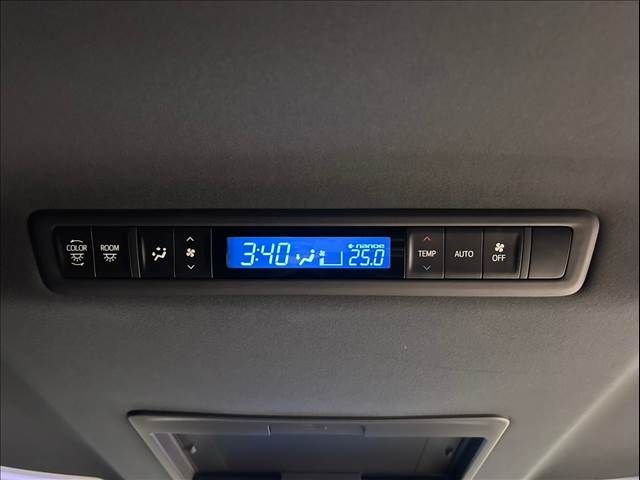 COLOR
ROOM
3:40
nanoe
25.0
TEMP
AUTO
OFF